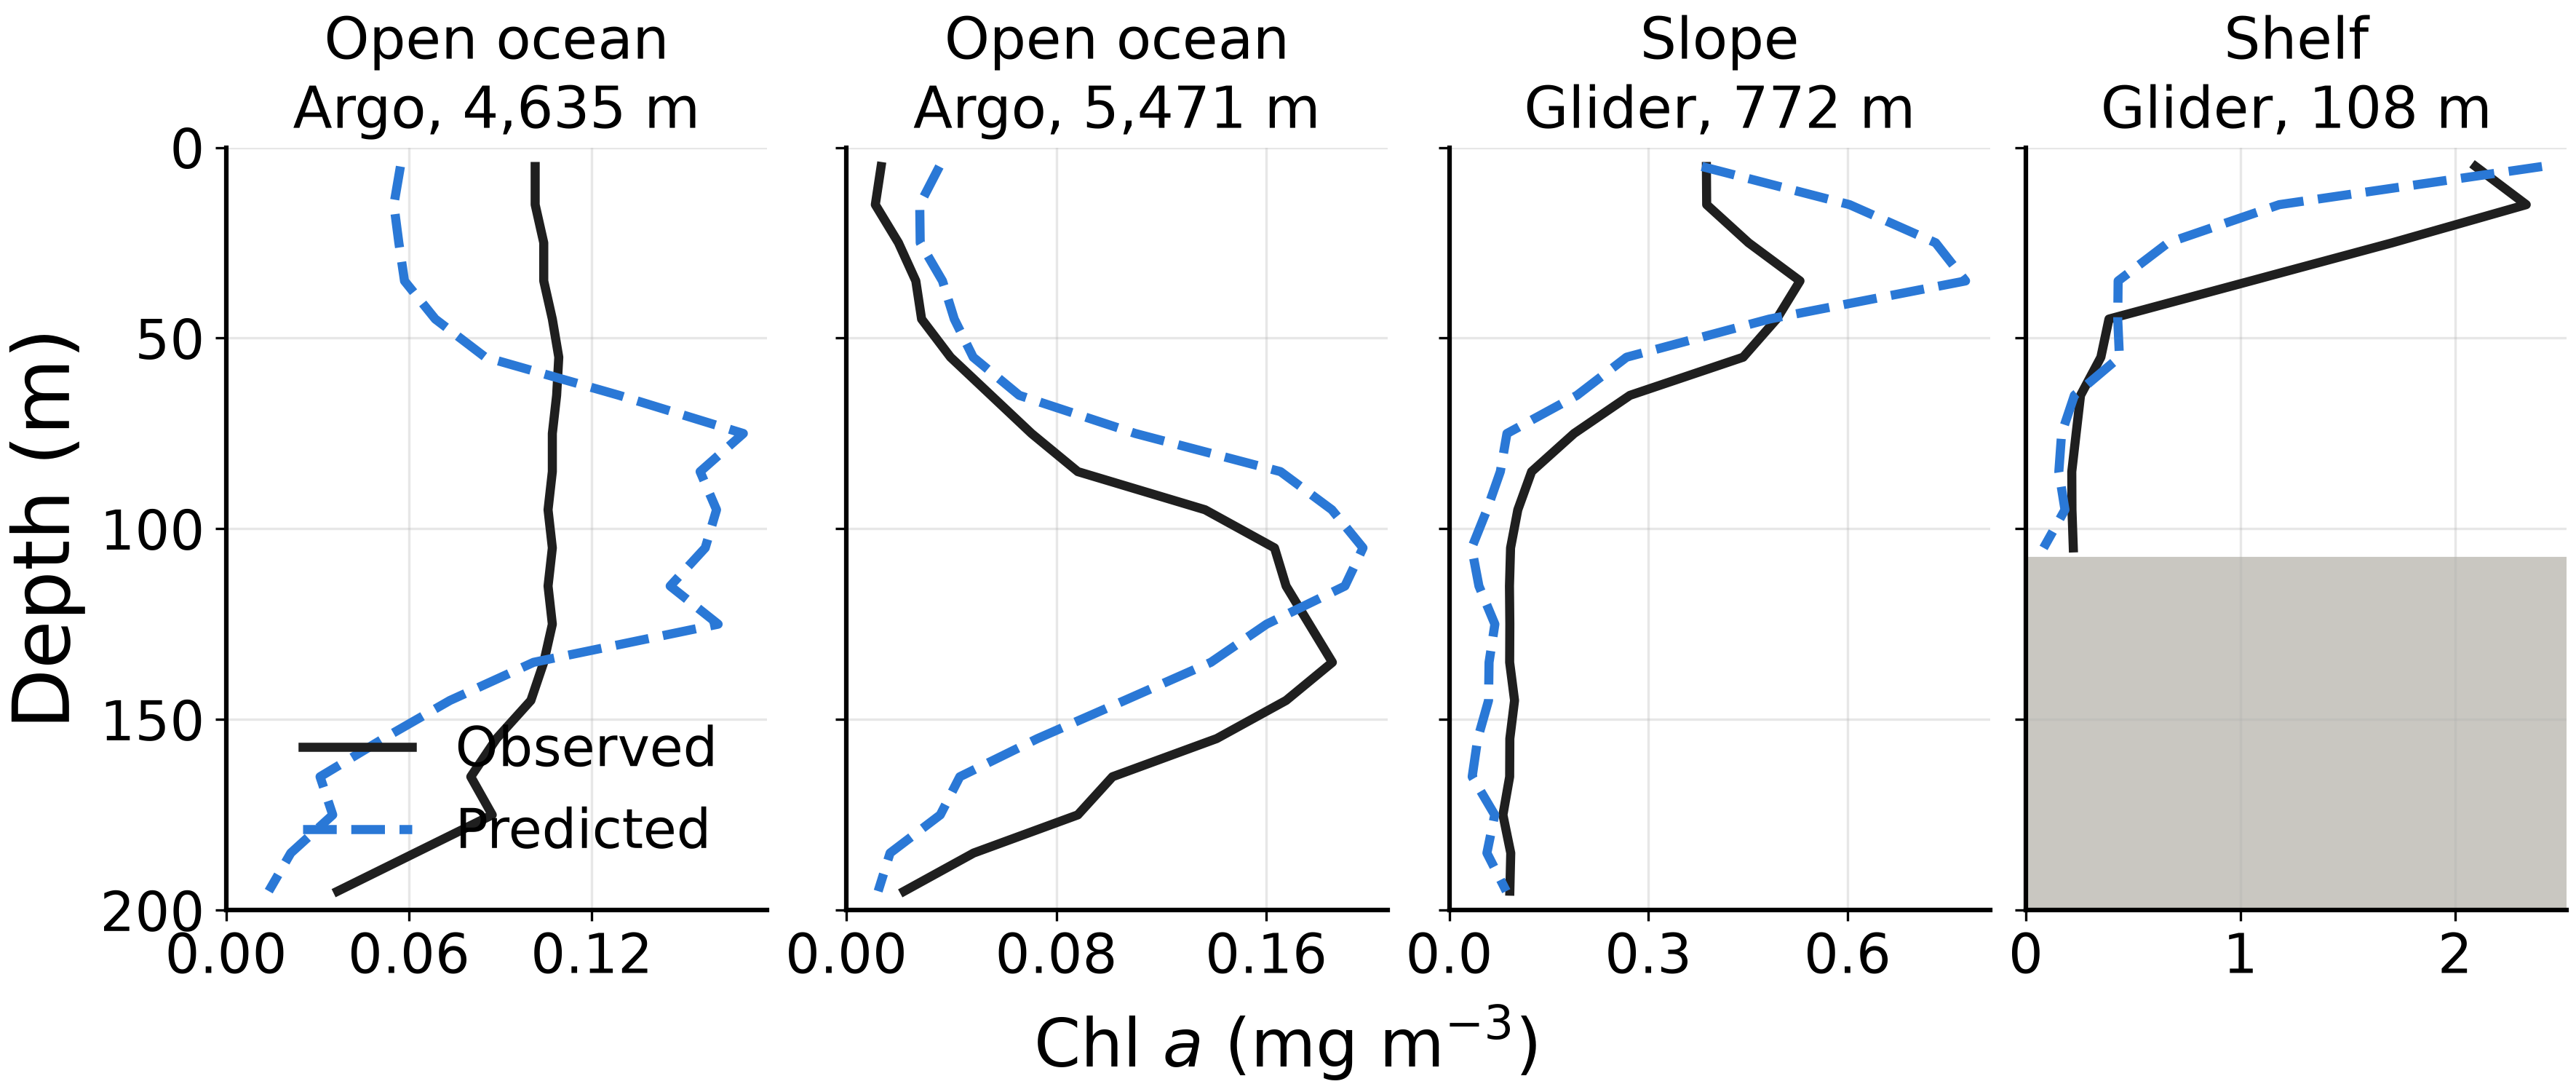 Open ocean
Argo, 4,635 m
Open ocean
Argo, 5,471 m
Slope
Glider, 772 m
Shelf
Glider, 108 m
Depth (m)
0
50
100
150
200
Observed
Predicted
0.00 0.06 0.12
0.00 0.08 0.16
0.0 0.3 0.6
0 1 2
Chl a (mg m⁻³)